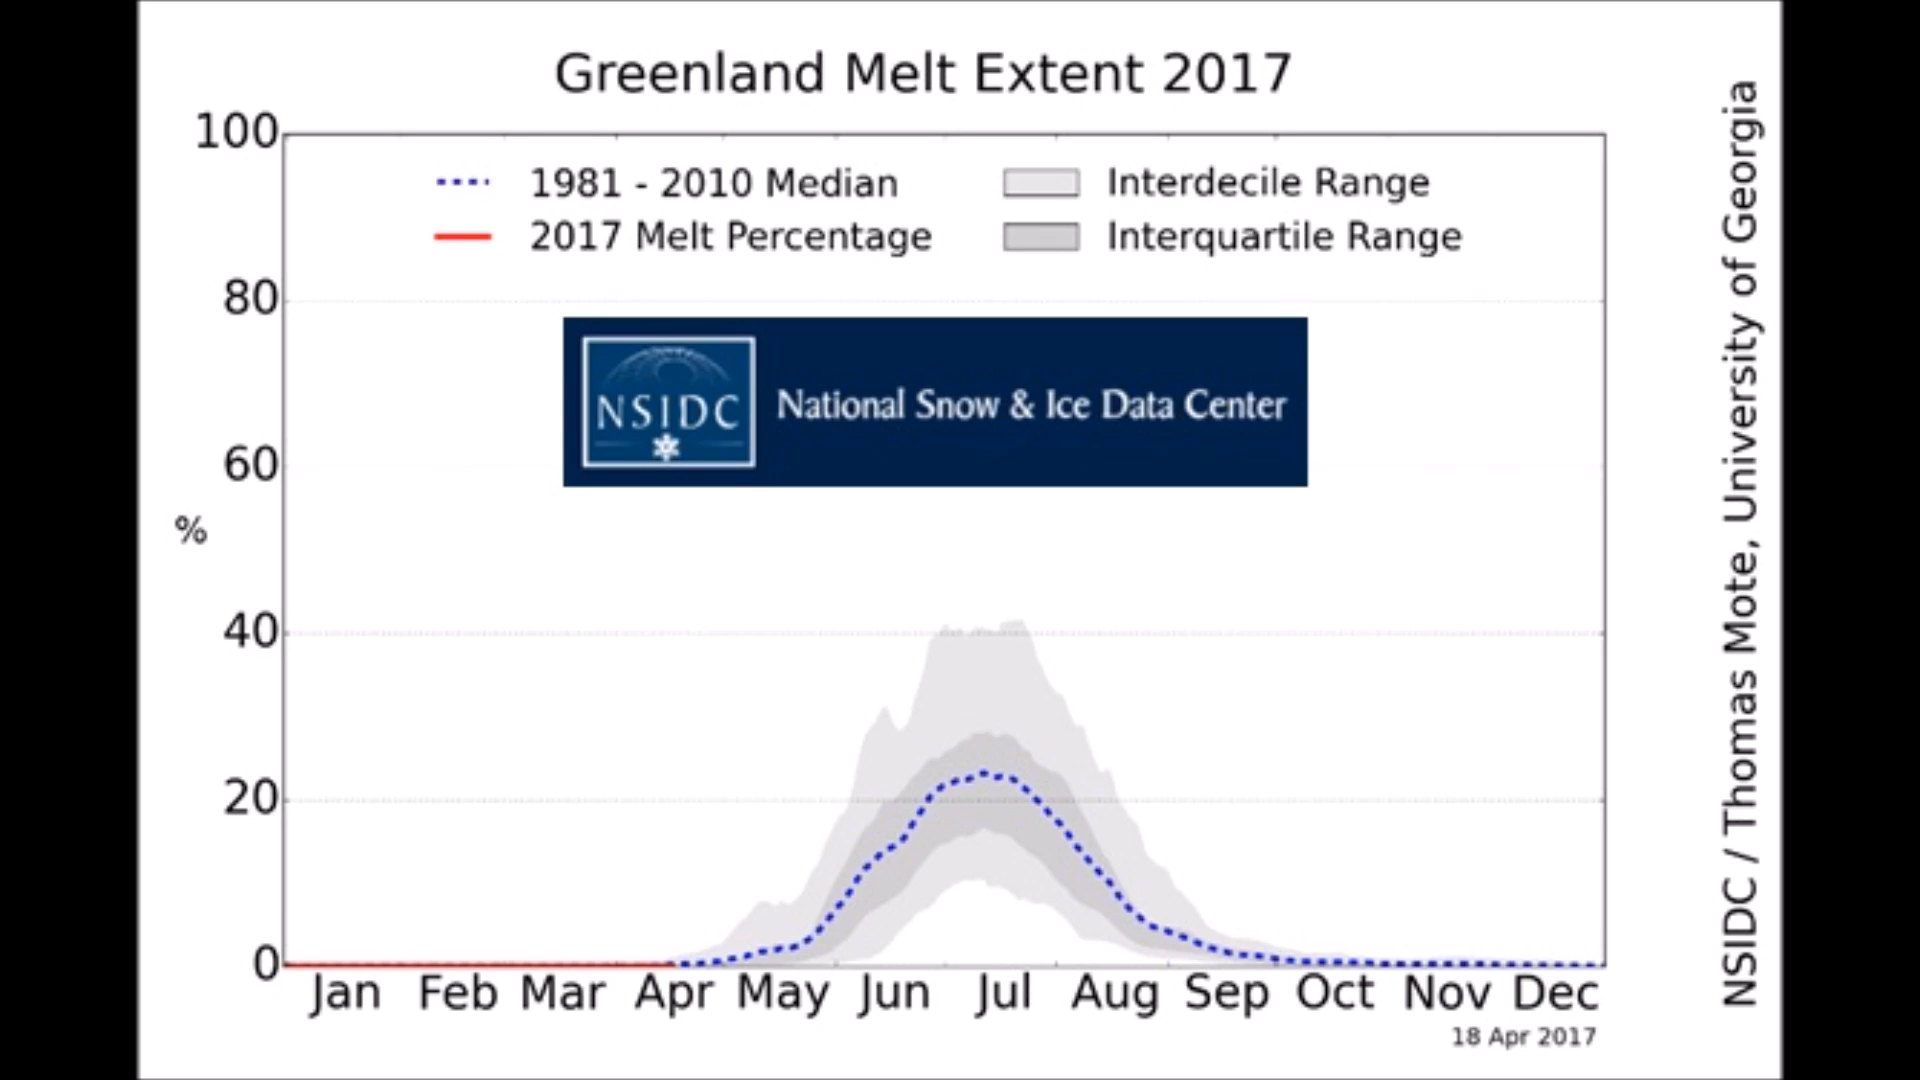 Greenland Melt Extent 2017
100
80
60
40
20
0
%
1981 - 2010 Median
2017 Melt Percentage
Interdecile Range
Interquartile Range
NSIDC
National Snow & Ice Data Center
Jan Feb Mar Apr May Jun Jul Aug Sep Oct Nov Dec
18 Apr 2017
NSIDC / Thomas Mote, University of Georgia